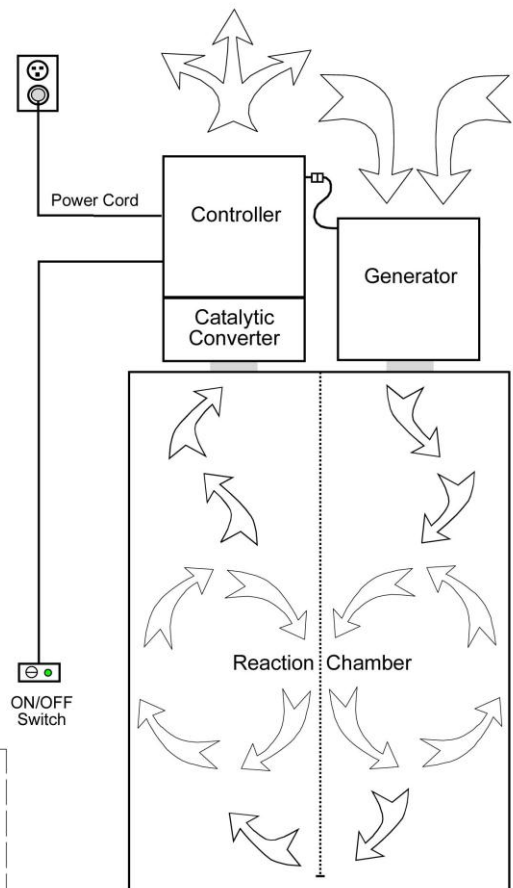 Power Cord
Controller
Generator
Catalytic
Converter
Reaction Chamber
ON/OFF
Switch